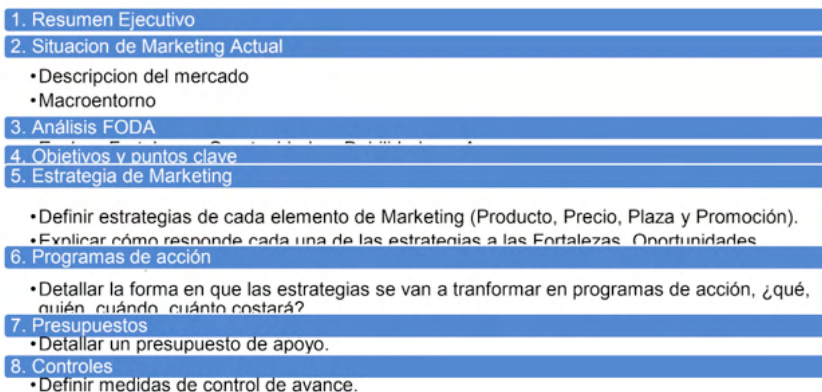 1. Resumen Ejecutivo
2. Situacion de Marketing Actual
•Descripcion del mercado
•Macroentorno
3. Análisis FODA
4. Objetivos y puntos clave
5. Estrategia de Marketing
•Definir estrategias de cada elemento de Marketing (Producto, Precio, Plaza y Promoción).
•Explicar cómo responde cada una de las estrategias a las Fortalezas, Oportunidades
6. Programas de acción
•Detallar la forma en que las estrategias se van a tranformar en programas de acción, ¿qué,
quién, cuándo, cuánto costará?
7. Presupuestos
•Detallar un presupuesto de apoyo.
8. Controles
•Definir medidas de control de avance.